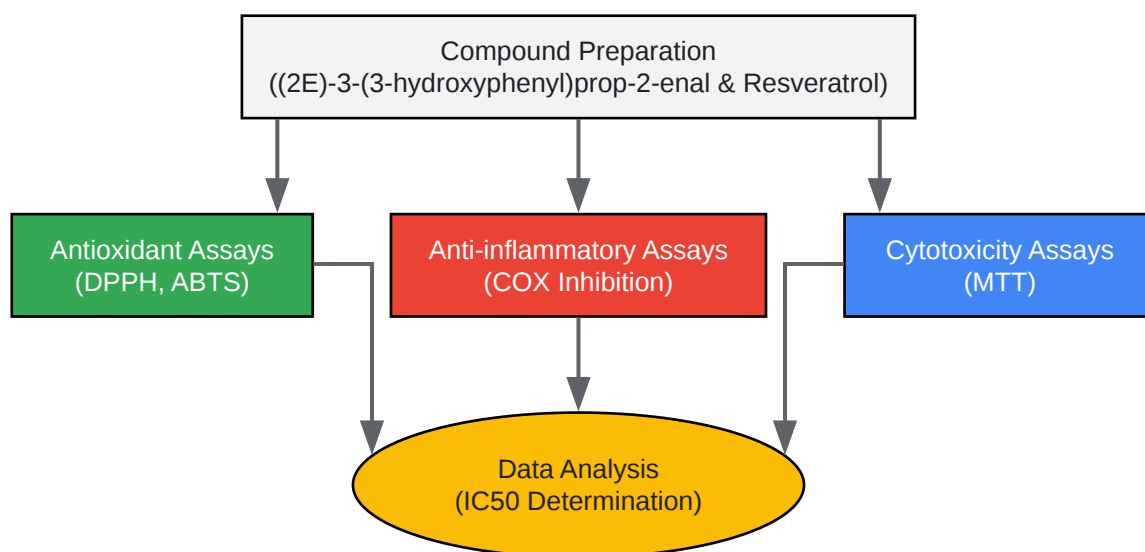 Compound Preparation
((2E)-3-(3-hydroxyphenyl)prop-2-enal & Resveratrol)
Antioxidant Assays
(DPPH, ABTS)
Anti-inflammatory Assays
(COX Inhibition)
Cytotoxicity Assays
(MTT)
Data Analysis
(IC50 Determination)